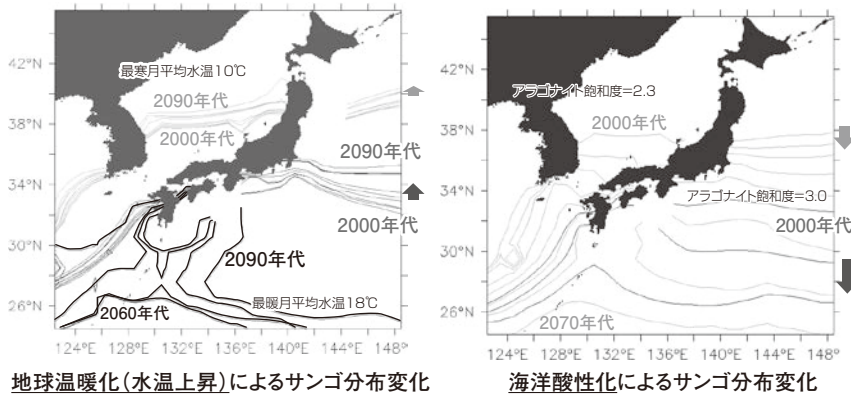 42°N
38°N
34°N
30°N
26°N
最寒月平均水温10℃
2090年代
2000年代
2090年代
2000年代
2090年代
最暖月平均水温18℃
2060年代
124°E 128°E 132°E 136°E 140°E 144°E 148°E
地球温暖化(水温上昇)によるサンゴ分布変化
42°N
38°N
34°N
30°N
26°N
アラゴナイト飽和度=2.3
2000年代
アラゴナイト飽和度=3.0
2000年代
2070年代
124°E 128°E 132°E 136°E 140°E 144°E 148°E
海洋酸性化によるサンゴ分布変化